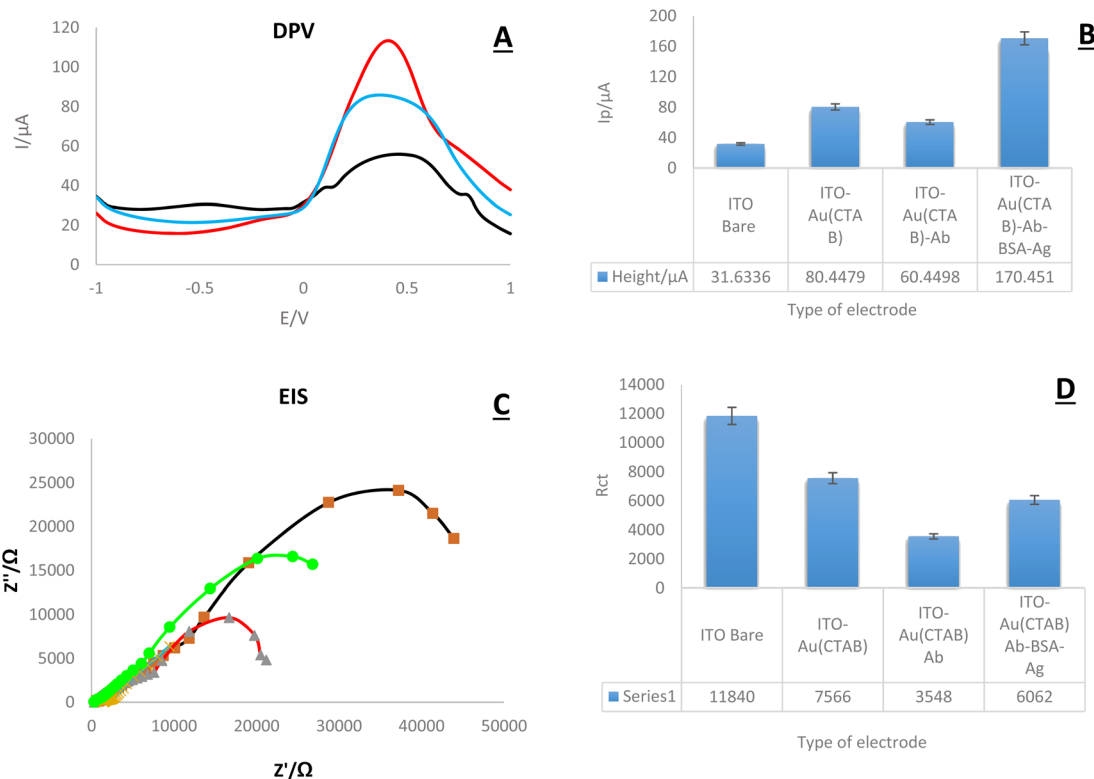 DPV
A
120
100
80
60
40
20
0
-1
-0.5
0
0.5
1
I/µA
E/V
B
200
160
120
80
40
0
Ip/µA
ITO
Bare
ITO-
Au(CTA
B)
ITO-
Au(CTA
B)-Ab
ITO-
Au(CTA
B)-Ab-
BSA-Ag
Height/µA 31.6336 80.4479 60.4498 170.451
Type of electrode
EIS
C
30000
25000
20000
15000
10000
5000
0
0
10000
20000
30000
40000
50000
Z''/Ω
Z'/Ω
D
14000
12000
10000
8000
6000
4000
2000
0
Rct
ITO Bare
ITO-
Au(CTAB)
ITO-
Au(CTAB)
Ab
ITO-
Au(CTAB)
Ab-BSA-
Ag
Series1 11840 7566 3548 6062
Type of electrode